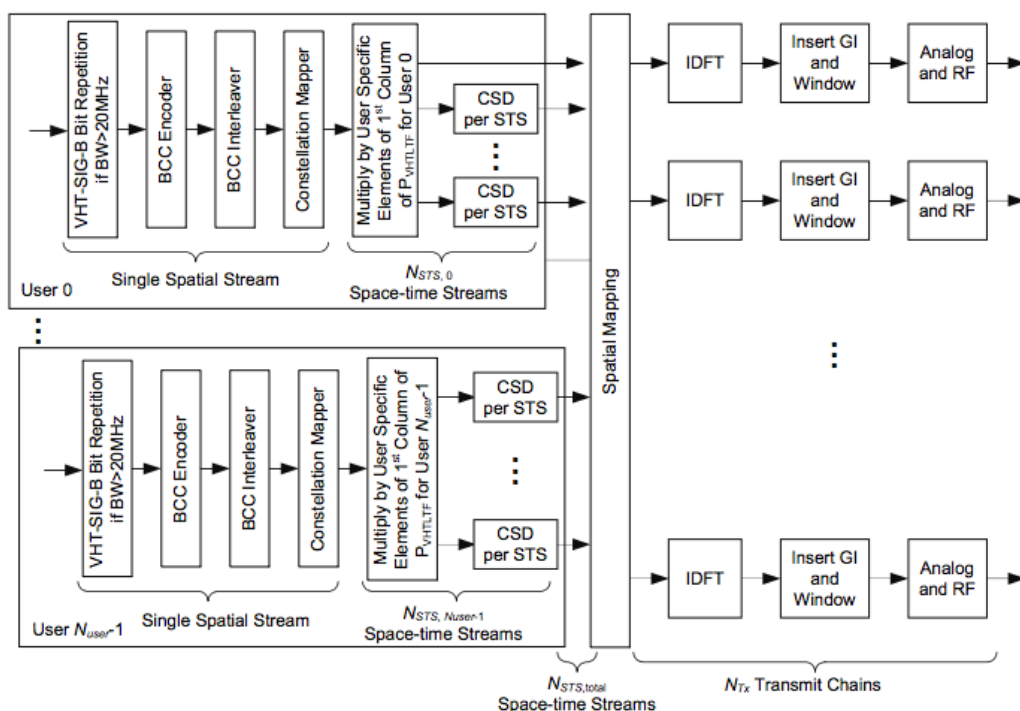 VHT-SIG-B Bit Repetition
if BW>20MHz
BCC Encoder
BCC Interleaver
Constellation Mapper
Multiply by User Specific
Elements of 1st Column
of PVHTLTF for User 0
CSD
per STS
CSD
per STS
Single Spatial Stream
NSTS, 0
Space-time Streams
User 0
VHT-SIG-B Bit Repetition
if BW>20MHz
BCC Encoder
BCC Interleaver
Constellation Mapper
Multiply by User Specific
Elements of 1st Column of
PVHTLTF for User Nuser-1
CSD
per STS
CSD
per STS
Single Spatial Stream
NSTS, Nuser-1
Space-time Streams
User Nuser-1
Spatial Mapping
IDFT
Insert GI
and
Window
Analog
and RF
IDFT
Insert GI
and
Window
Analog
and RF
IDFT
Insert GI
and
Window
Analog
and RF
NSTS,total
Space-time Streams
NTx Transmit Chains